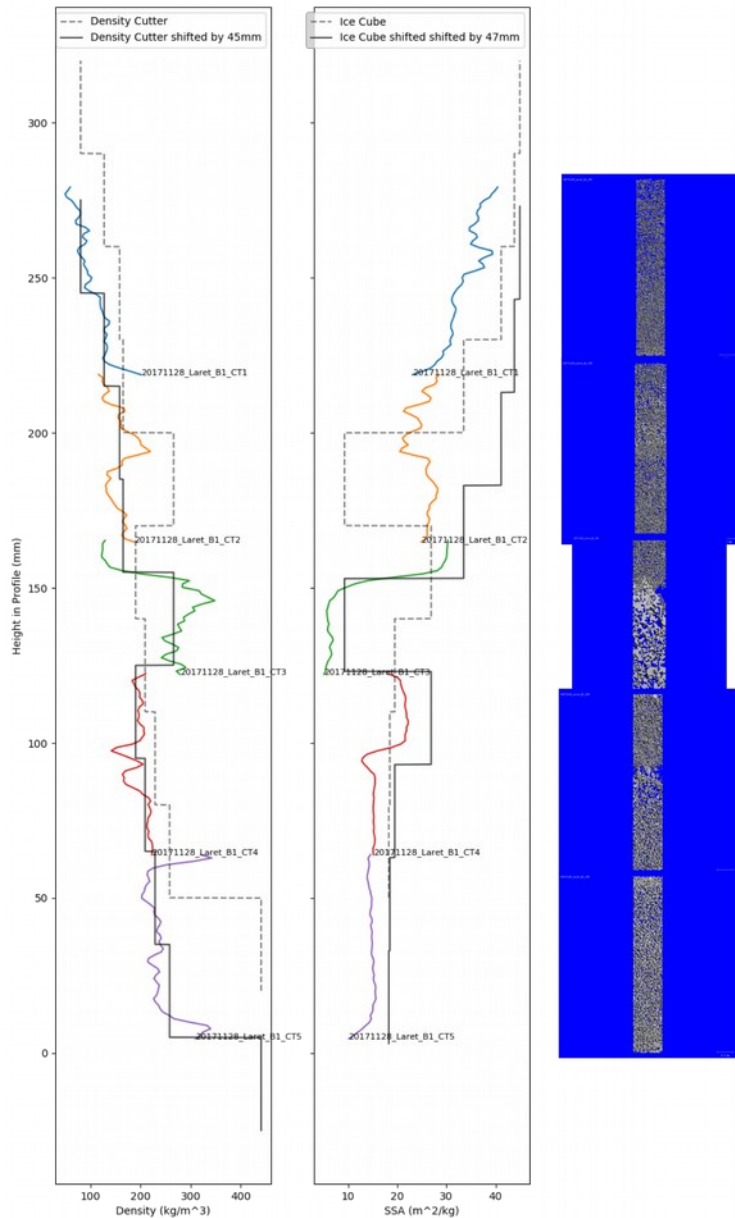 Density Cutter
Density Cutter shifted by 45mm
Ice Cube
Ice Cube shifted shifted by 47mm
300
250
200
150
100
50
0
Height in Profile (mm)
20171128_Laret_B1_CT1
20171128_Laret_B1_CT2
20171128_Laret_B1_CT3
20171128_Laret_B1_CT4
20171128_Laret_B1_CT5
20171128_Laret_B1_CT1
20171128_Laret_B1_CT2
20171128_Laret_B1_CT3
20171128_Laret_B1_CT4
20171128_Laret_B1_CT5
100 200 300 400
Density (kg/m^3)
10 20 30 40
SSA (m^2/kg)